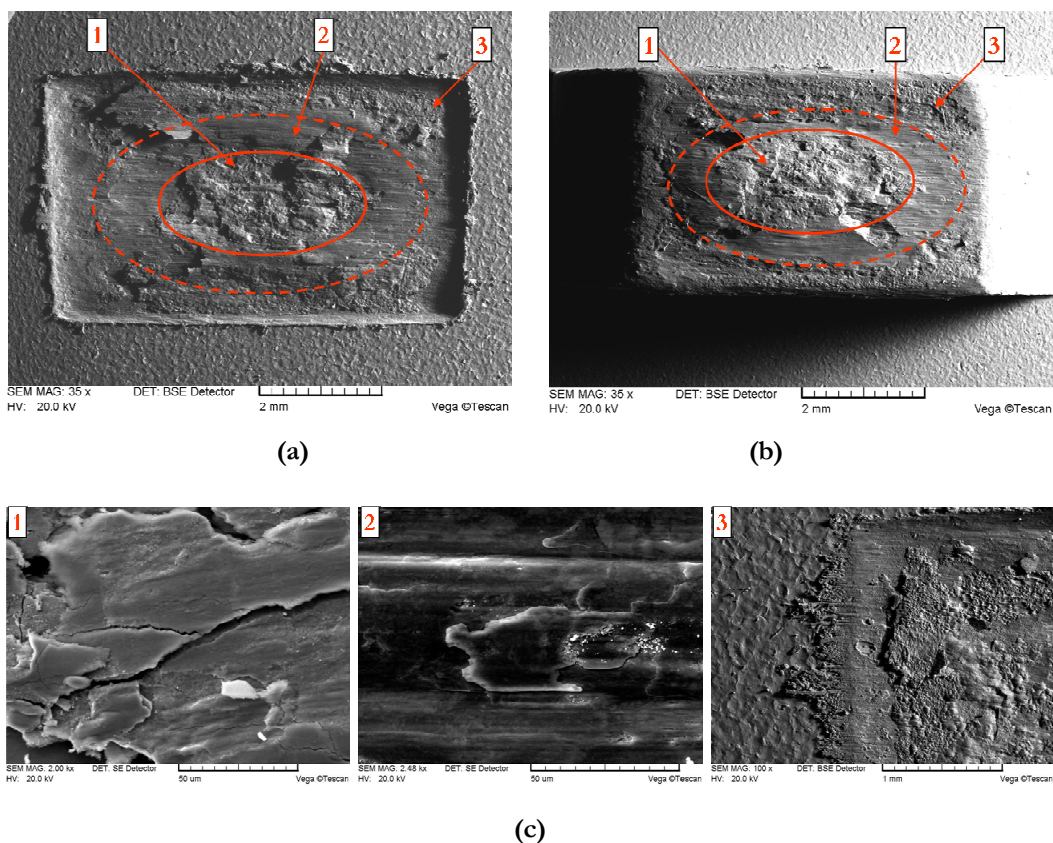 1 2 3
SEM MAG: 35 x DET: BSE Detector
HV: 20.0 kV 2 mm Vega ©Tescan
(a)
1 2 3
SEM MAG: 35 x DET: BSE Detector
HV: 20.0 kV 2 mm Vega ©Tescan
(b)
1
SEM MAG: 2.00 kx DET: SE Detector
HV: 20.0 kV 50 um Vega ©Tescan
2
SEM MAG: 2.48 kx DET: SE Detector
HV: 20.0 kV 50 um Vega ©Tescan
3
SEM MAG: 100 x DET: BSE Detector
HV: 20.0 kV 1 mm Vega ©Tescan
(c)